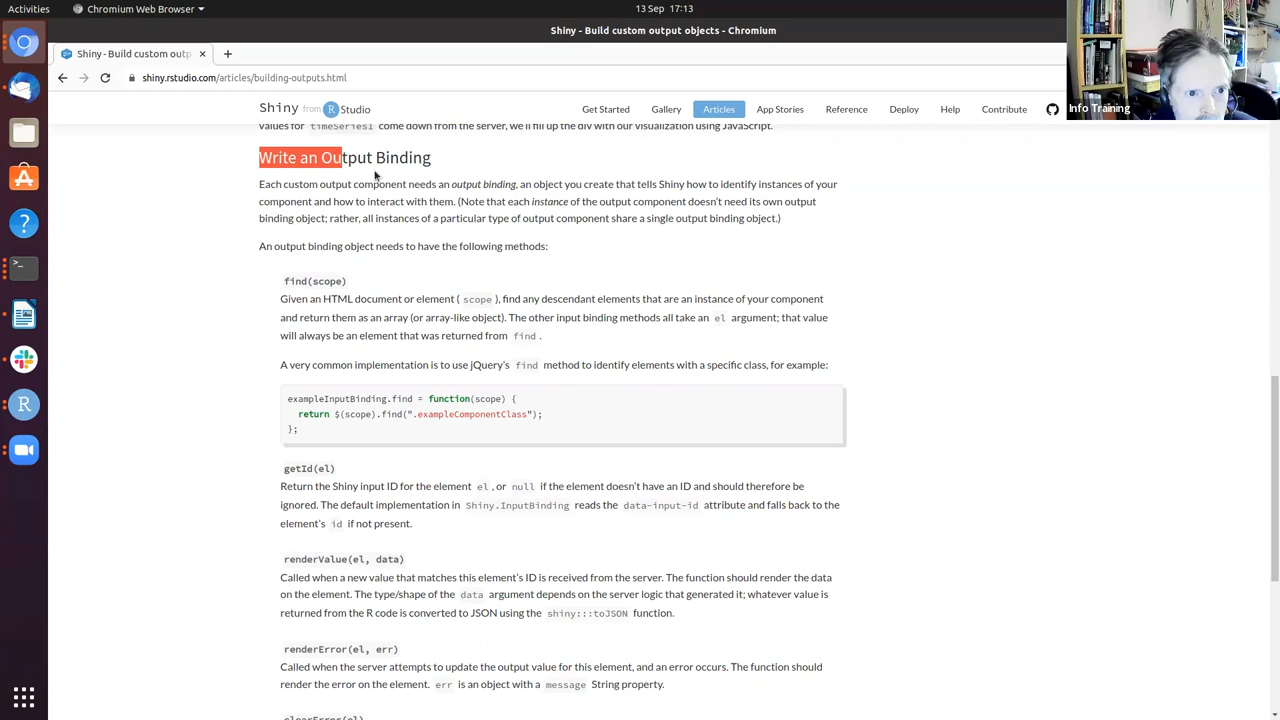 Activities
Chromium Web Browser
13 Sep 17:13
Shiny - Build custom output objects - Chromium
Shiny - Build custom outp
shiny.rstudio.com/articles/building-outputs.html
Info Training
Shiny from R Studio
Get Started
Gallery
Articles
App Stories
Reference
Deploy
Help
Contribute
values for timeSeries1 come down from the server, we'll fill up the div with our visualization using JavaScript.
Write an Output Binding
Each custom output component needs an output binding, an object you create that tells Shiny how to identify instances of your
component and how to interact with them. (Note that each instance of the output component doesn't need its own output
binding object; rather, all instances of a particular type of output component share a single output binding object.)
An output binding object needs to have the following methods:
find(scope)
Given an HTML document or element ( scope ), find any descendant elements that are an instance of your component
and return them as an array (or array-like object). The other input binding methods all take an el argument; that value
will always be an element that was returned from find .
A very common implementation is to use jQuery's find method to identify elements with a specific class, for example:
exampleInputBinding.find = function(scope) {
return $(scope).find(".exampleComponentClass");
};
getId(el)
Return the Shiny input ID for the element el , or null if the element doesn't have an ID and should therefore be
ignored. The default implementation in Shiny.InputBinding reads the data-input-id attribute and falls back to the
element's id if not present.
renderValue(el, data)
Called when a new value that matches this element's ID is received from the server. The function should render the data
on the element. The type/shape of the data argument depends on the server logic that generated it; whatever value is
returned from the R code is converted to JSON using the shiny:::toJSON function.
renderError(el, err)
Called when the server attempts to update the output value for this element, and an error occurs. The function should
render the error on the element. err is an object with a message String property.
clearError(el)